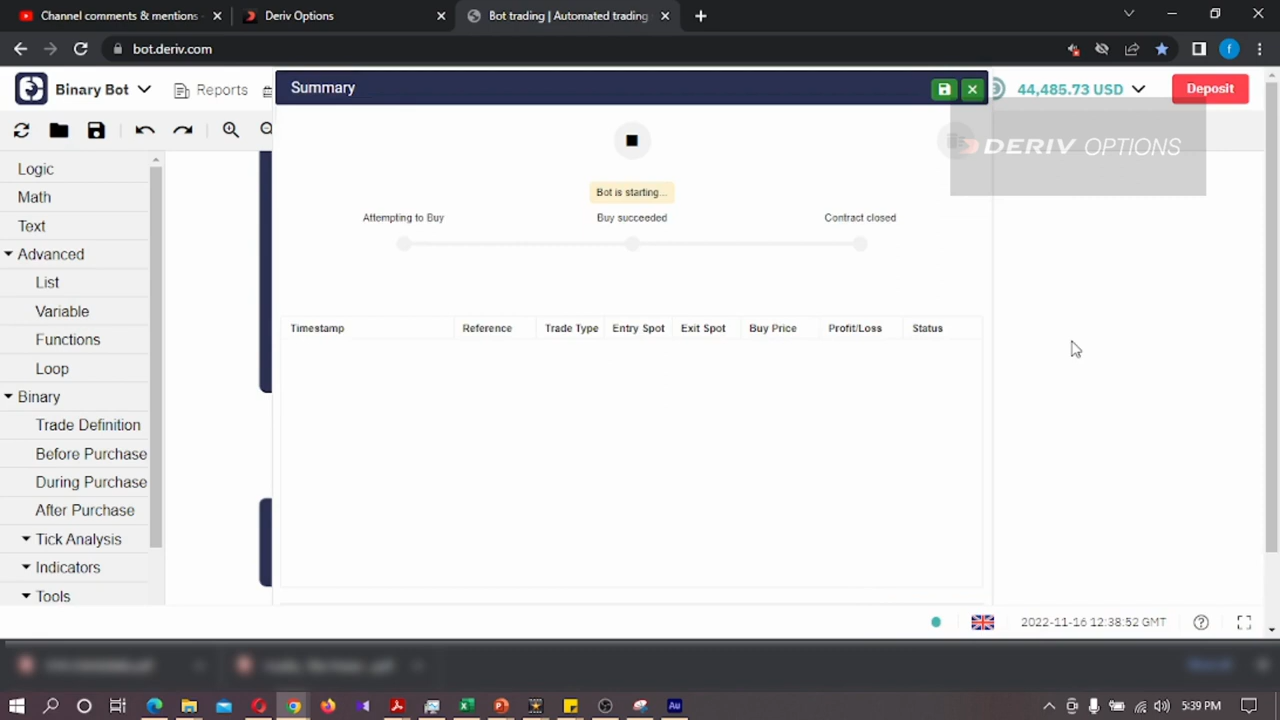 Channel comments & mentions
Deriv Options
Bot trading | Automated trading
bot.deriv.com
f
Binary Bot
Reports
Summary
44,485.73 USD
Deposit
DERIV OPTIONS
Bot is starting...
Attempting to Buy
Buy succeeded
Contract closed
Timestamp
Reference
Trade Type
Entry Spot
Exit Spot
Buy Price
Profit/Loss
Status
Logic
Math
Text
Advanced
List
Variable
Functions
Loop
Binary
Trade Definition
Before Purchase
During Purchase
After Purchase
Tick Analysis
Indicators
Tools
2022-11-16 12:38:52 GMT
Au
5:39 PM